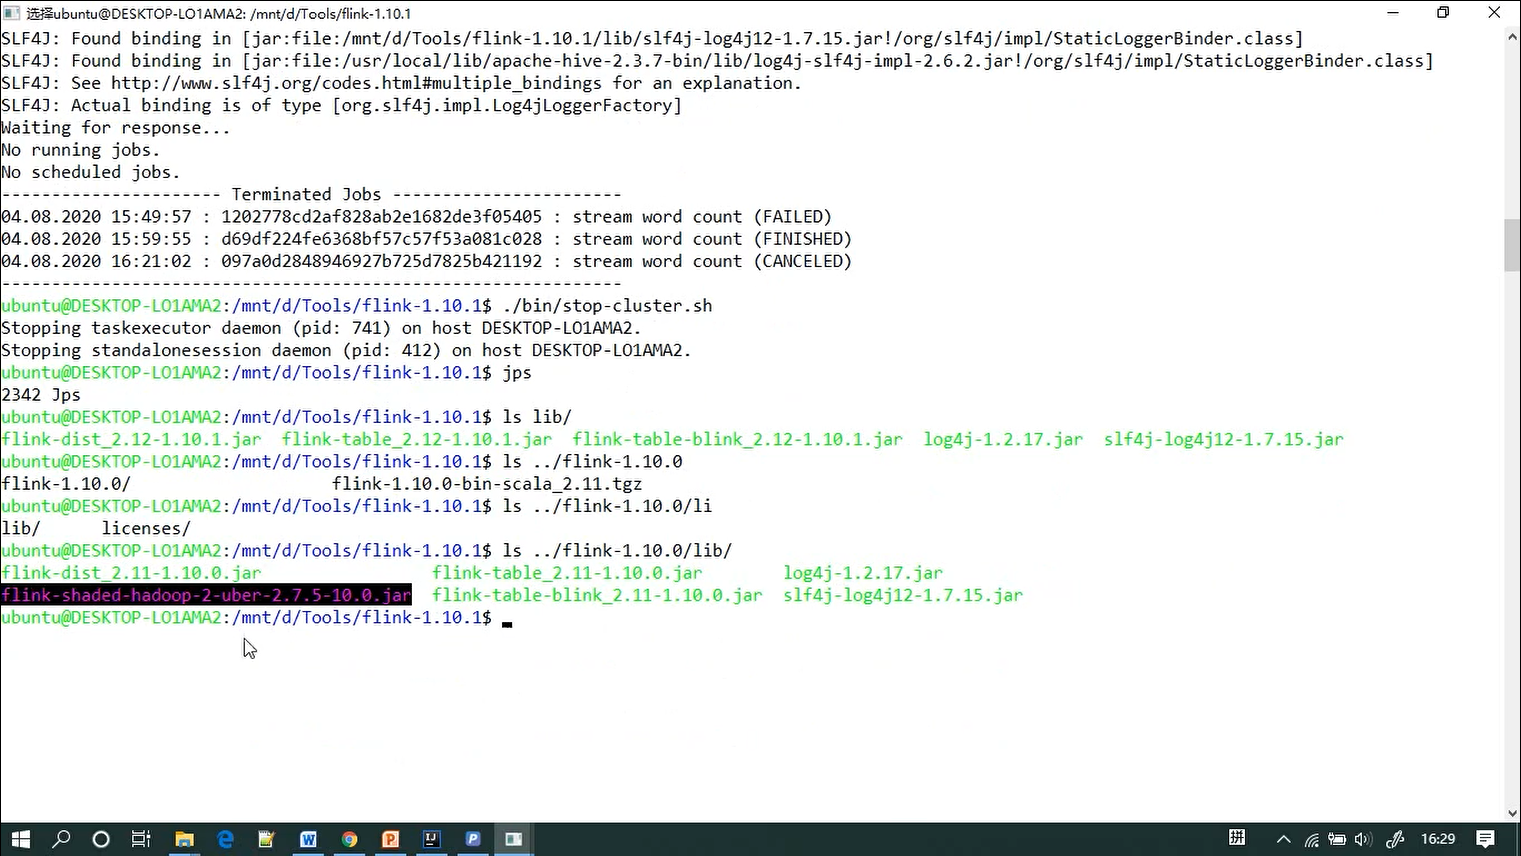 选择ubuntu@DESKTOP-LO1AMA2: /mnt/d/Tools/flink-1.10.1
SLF4J: Found binding in [jar:file:/mnt/d/Tools/flink-1.10.1/lib/slf4j-log4j12-1.7.15.jar!/org/slf4j/impl/StaticLoggerBinder.class]
SLF4J: Found binding in [jar:file:/usr/local/lib/apache-hive-2.3.7-bin/lib/log4j-slf4j-impl-2.6.2.jar!/org/slf4j/impl/StaticLoggerBinder.class]
SLF4J: See http://www.slf4j.org/codes.html#multiple_bindings for an explanation.
SLF4J: Actual binding is of type [org.slf4j.impl.Log4jLoggerFactory]
Waiting for response...
No running jobs.
No scheduled jobs.
---------------------- Terminated Jobs -----------------------
04.08.2020 15:49:57 : 1202778cd2af828ab2e1682de3f05405 : stream word count (FAILED)
04.08.2020 15:59:55 : d69df224fe6368bf57c57f53a081c028 : stream word count (FINISHED)
04.08.2020 16:21:02 : 097a0d2848946927b725d7825b421192 : stream word count (CANCELED)
--------------------------------------------------------------
ubuntu@DESKTOP-LO1AMA2:/mnt/d/Tools/flink-1.10.1$ ./bin/stop-cluster.sh
Stopping taskexecutor daemon (pid: 741) on host DESKTOP-LO1AMA2.
Stopping standalonesession daemon (pid: 412) on host DESKTOP-LO1AMA2.
ubuntu@DESKTOP-LO1AMA2:/mnt/d/Tools/flink-1.10.1$ jps
2342 Jps
ubuntu@DESKTOP-LO1AMA2:/mnt/d/Tools/flink-1.10.1$ ls lib/
flink-dist_2.12-1.10.1.jar  flink-table_2.12-1.10.1.jar  flink-table-blink_2.12-1.10.1.jar  log4j-1.2.17.jar  slf4j-log4j12-1.7.15.jar
ubuntu@DESKTOP-LO1AMA2:/mnt/d/Tools/flink-1.10.1$ ls ../flink-1.10.0
flink-1.10.0/                    flink-1.10.0-bin-scala_2.11.tgz
ubuntu@DESKTOP-LO1AMA2:/mnt/d/Tools/flink-1.10.1$ ls ../flink-1.10.0/li
lib/      licenses/
ubuntu@DESKTOP-LO1AMA2:/mnt/d/Tools/flink-1.10.1$ ls ../flink-1.10.0/lib/
flink-dist_2.11-1.10.0.jar                 flink-table_2.11-1.10.0.jar        log4j-1.2.17.jar
flink-shaded-hadoop-2-uber-2.7.5-10.0.jar  flink-table-blink_2.11-1.10.0.jar  slf4j-log4j12-1.7.15.jar
ubuntu@DESKTOP-LO1AMA2:/mnt/d/Tools/flink-1.10.1$
拼 16:29